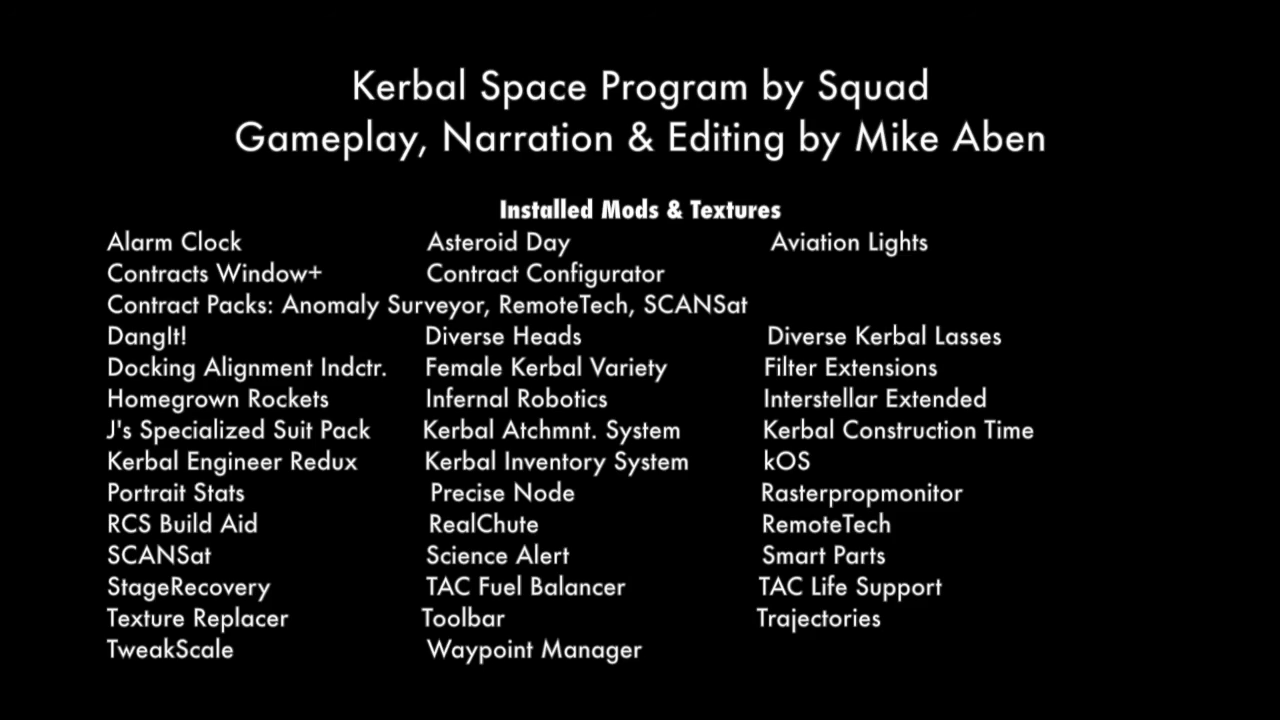 Kerbal Space Program by Squad
Gameplay, Narration & Editing by Mike Aben
Installed Mods & Textures
Alarm Clock Asteroid Day Aviation Lights
Contracts Window+ Contract Configurator
Contract Packs: Anomaly Surveyor, RemoteTech, SCANSat
DangIt! Diverse Heads Diverse Kerbal Lasses
Docking Alignment Indctr. Female Kerbal Variety Filter Extensions
Homegrown Rockets Infernal Robotics Interstellar Extended
J's Specialized Suit Pack Kerbal Atchmnt. System Kerbal Construction Time
Kerbal Engineer Redux Kerbal Inventory System kOS
Portrait Stats Precise Node Rasterpropmonitor
RCS Build Aid RealChute RemoteTech
SCANSat Science Alert Smart Parts
StageRecovery TAC Fuel Balancer TAC Life Support
Texture Replacer Toolbar Trajectories
TweakScale Waypoint Manager